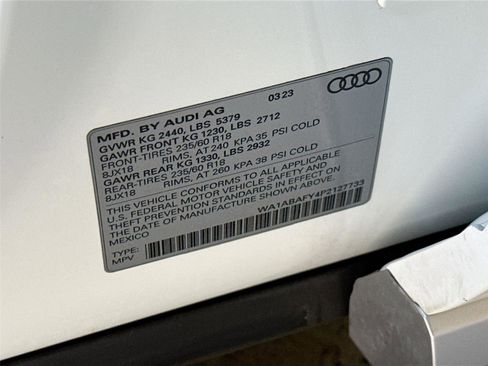 MFD. BY AUDI AG 0323
GVWR KG 2440, LBS 5379
GAWR FRONT KG 1230, LBS 2712
FRONT-TIRES 235/60 R18
8JX18 RIMS, AT 240 KPA 35 PSI COLD
GAWR REAR KG 1330, LBS 2932
REAR-TIRES 235/60 R18
8JX18 RIMS, AT 260 KPA 38 PSI COLD
THIS VEHICLE CONFORMS TO ALL APPLICABLE
U.S. FEDERAL MOTOR VEHICLE SAFETY AND
THEFT PREVENTION STANDARDS IN EFFECT ON
THE DATE OF MANUFACTURE SHOWN ABOVE.
MEXICO
WA1ABAFY4P2127733
TYPE:
MPV